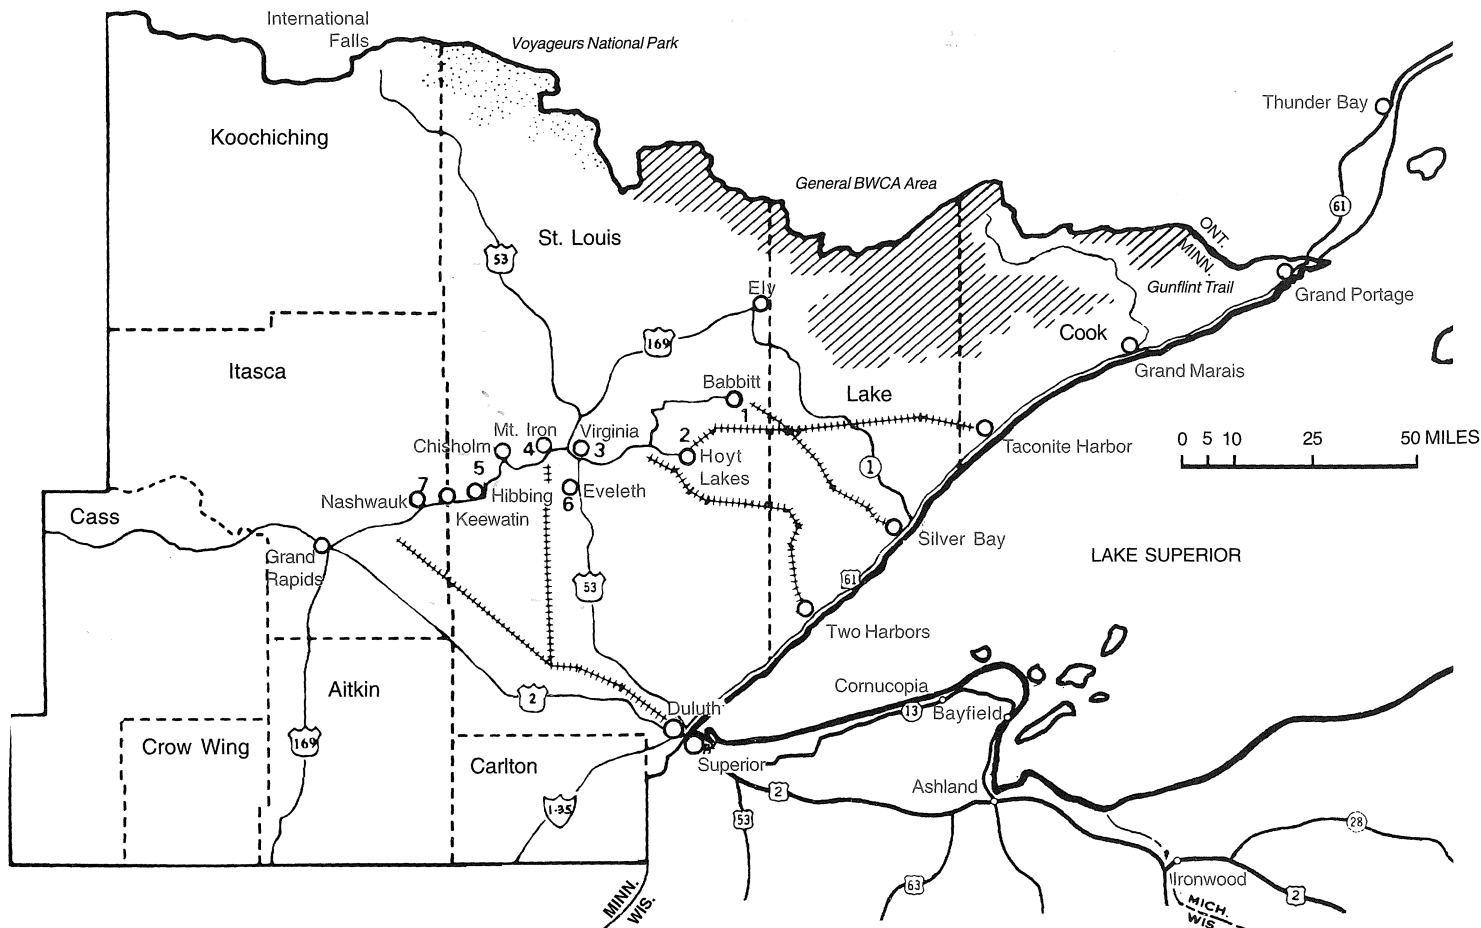 International
Falls
Voyageurs National Park
Thunder Bay
Koochiching
General BWCA Area
61
ONT.
MINN.
St. Louis
53
Gunflint Trail
Grand Portage
Ely
169
Cook
Itasca
Grand Marais
Babbitt
Lake
1
Mt. Iron
Virginia
2
Taconite Harbor
0 5 10 25 50 MILES
Chisholm
4
3
Hoyt
Lakes
5
1
7
Hibbing
Eveleth
Nashwauk
6
Keewatin
Cass
Silver Bay
Grand
Rapids
LAKE SUPERIOR
53
61
Two Harbors
Aitkin
2
Cornucopia
Duluth
13
Bayfield
169
Crow Wing
Carlton
Superior
Ashland
2
I-35
53
28
63
Ironwood
2
MINN.
WIS.
MICH.
WIS.